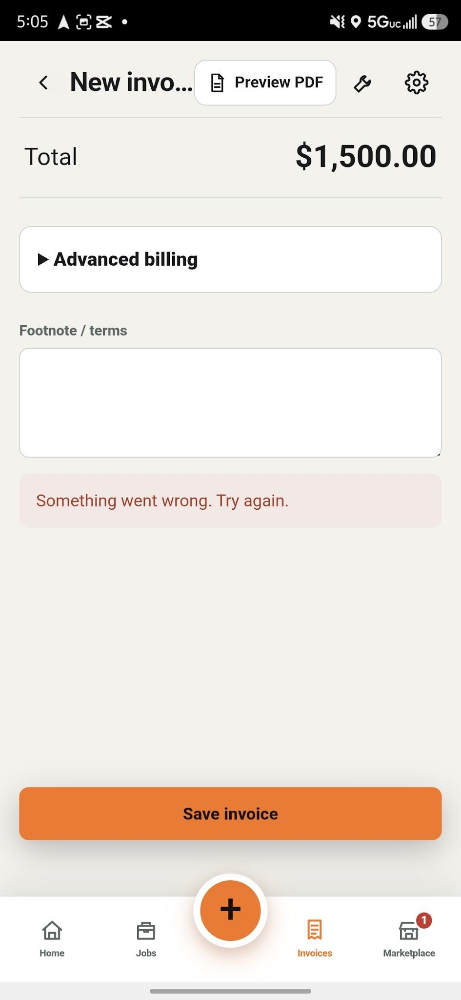 5:05
5G UC 57
New invo...
Preview PDF
Total
$1,500.00
Advanced billing
Footnote / terms
Something went wrong. Try again.
Save invoice
+
1
Home
Jobs
Invoices
Marketplace